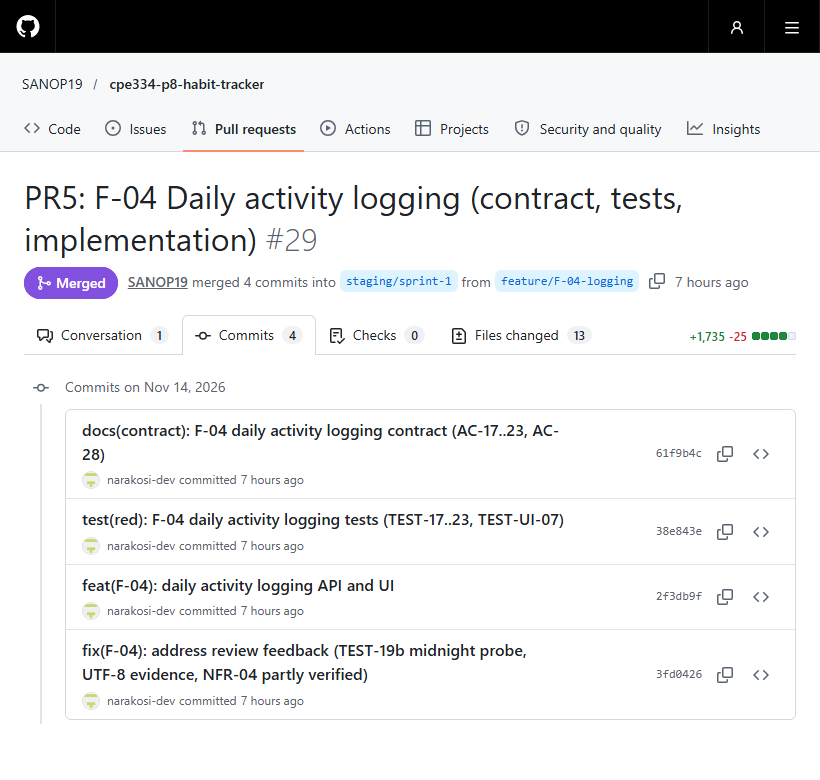 SANOP19 / cpe334-p8-habit-tracker
Code Issues Pull requests Actions Projects Security and quality Insights
PR5: F-04 Daily activity logging (contract, tests,
implementation) #29
Merged SANOP19 merged 4 commits into staging/sprint-1 from feature/F-04-logging 7 hours ago
Conversation 1 Commits 4 Checks 0 Files changed 13 +1,735 -25
Commits on Nov 14, 2026
docs(contract): F-04 daily activity logging contract (AC-17..23, AC-
28)
61f9b4c
narakosi-dev committed 7 hours ago
test(red): F-04 daily activity logging tests (TEST-17..23, TEST-UI-07)
38e843e
narakosi-dev committed 7 hours ago
feat(F-04): daily activity logging API and UI
2f3db9f
narakosi-dev committed 7 hours ago
fix(F-04): address review feedback (TEST-19b midnight probe,
UTF-8 evidence, NFR-04 partly verified)
3fd0426
narakosi-dev committed 7 hours ago